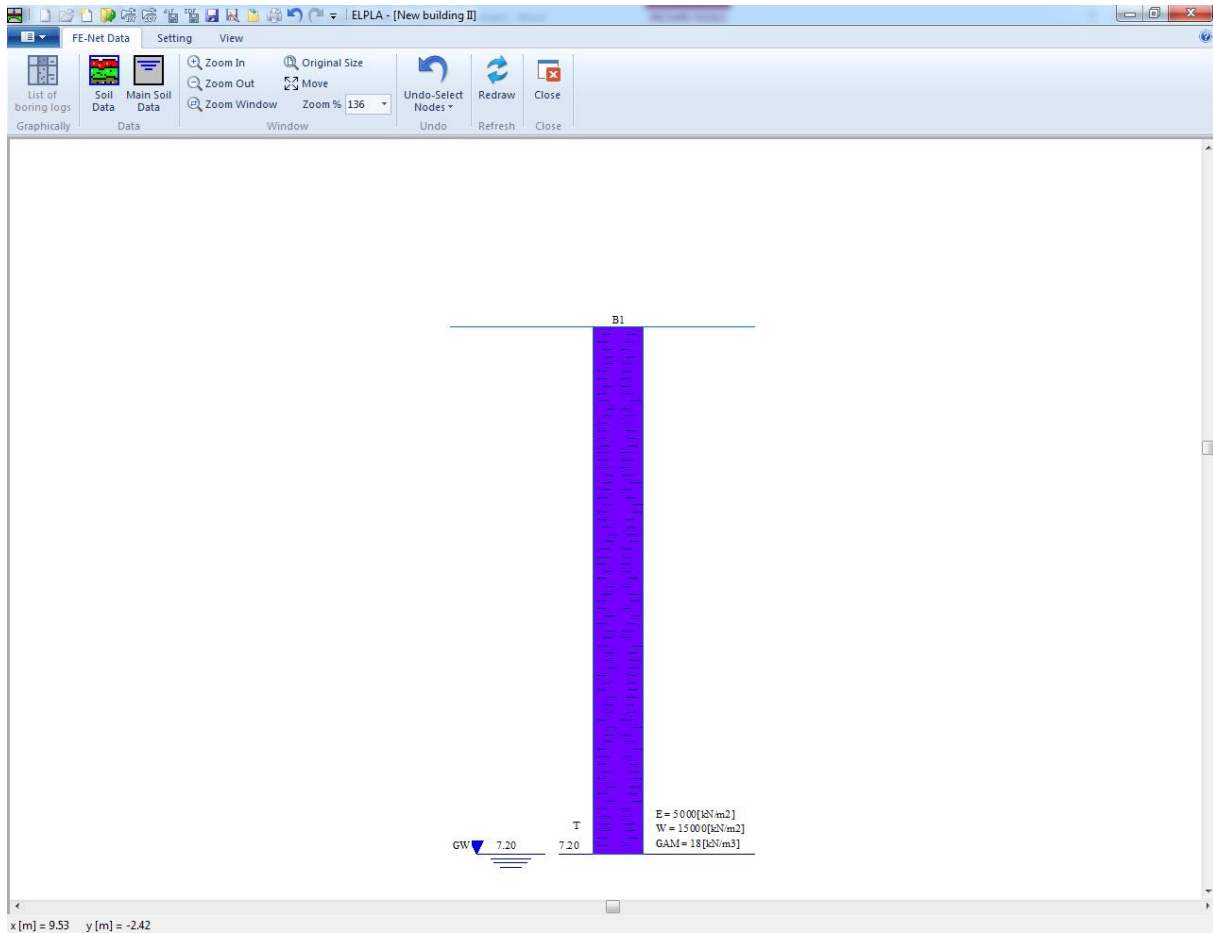 ELPLA - [New building II]
FE-Net Data Setting View
Zoom In Original Size
Zoom Out Move
Zoom Window Zoom % 136
List of boring logs
Soil Data
Main Soil Data
Undo-Select Nodes
Redraw
Close
Graphically Data Window Undo Refresh Close
B1
E = 5000[kN/m2]
T W = 15000[kN/m2]
GW 7.20 7.20 GAM = 18[kN/m3]
x [m] = 9.53 y [m] = -2.42